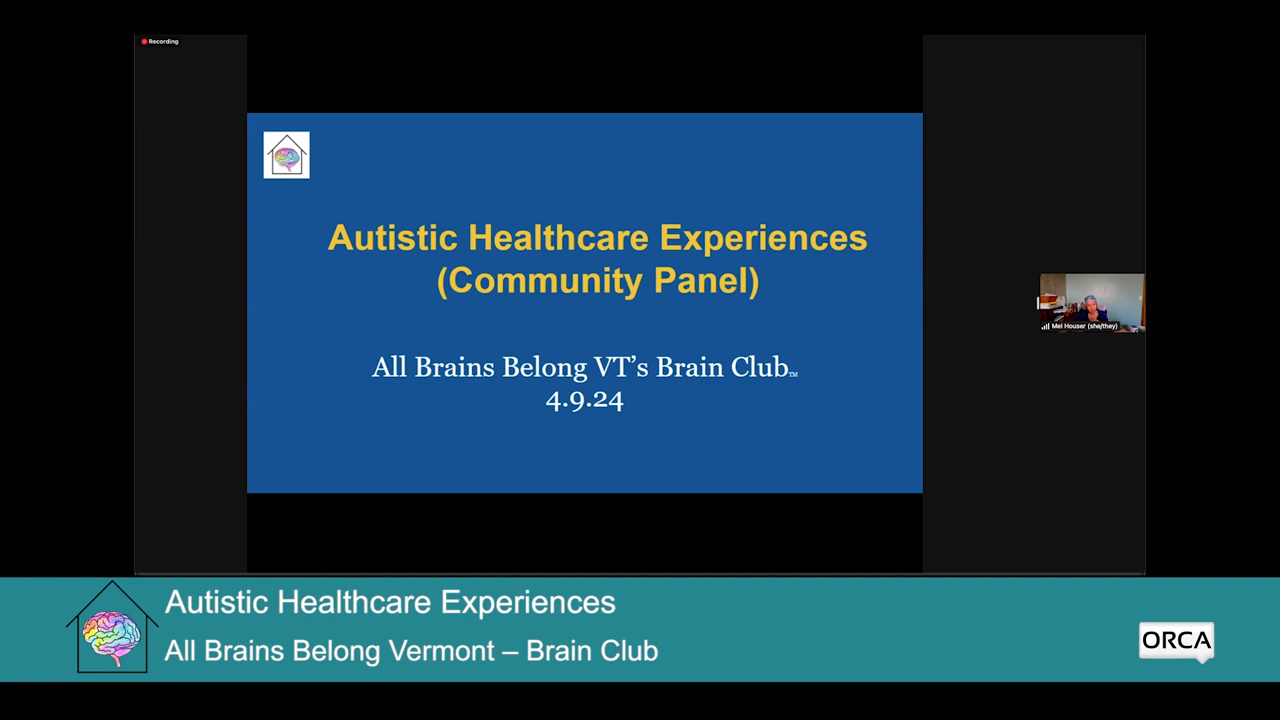 Recording
Autistic Healthcare Experiences
(Community Panel)
All Brains Belong VT’s Brain Club™
4.9.24
Mel Houser (she/they)
Autistic Healthcare Experiences
All Brains Belong Vermont – Brain Club
ORCA